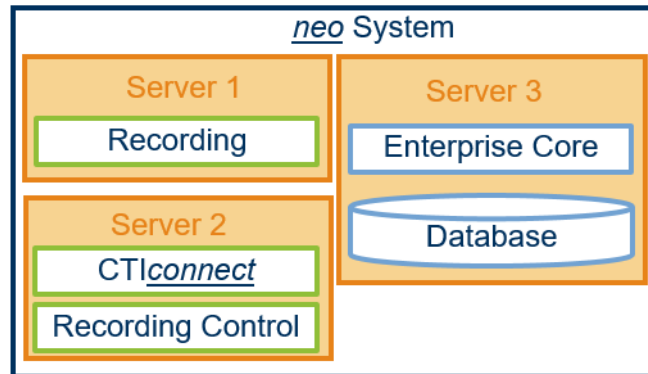 neo System
Server 1
Recording
Server 2
CTIconnect
Recording Control
Server 3
Enterprise Core
Database